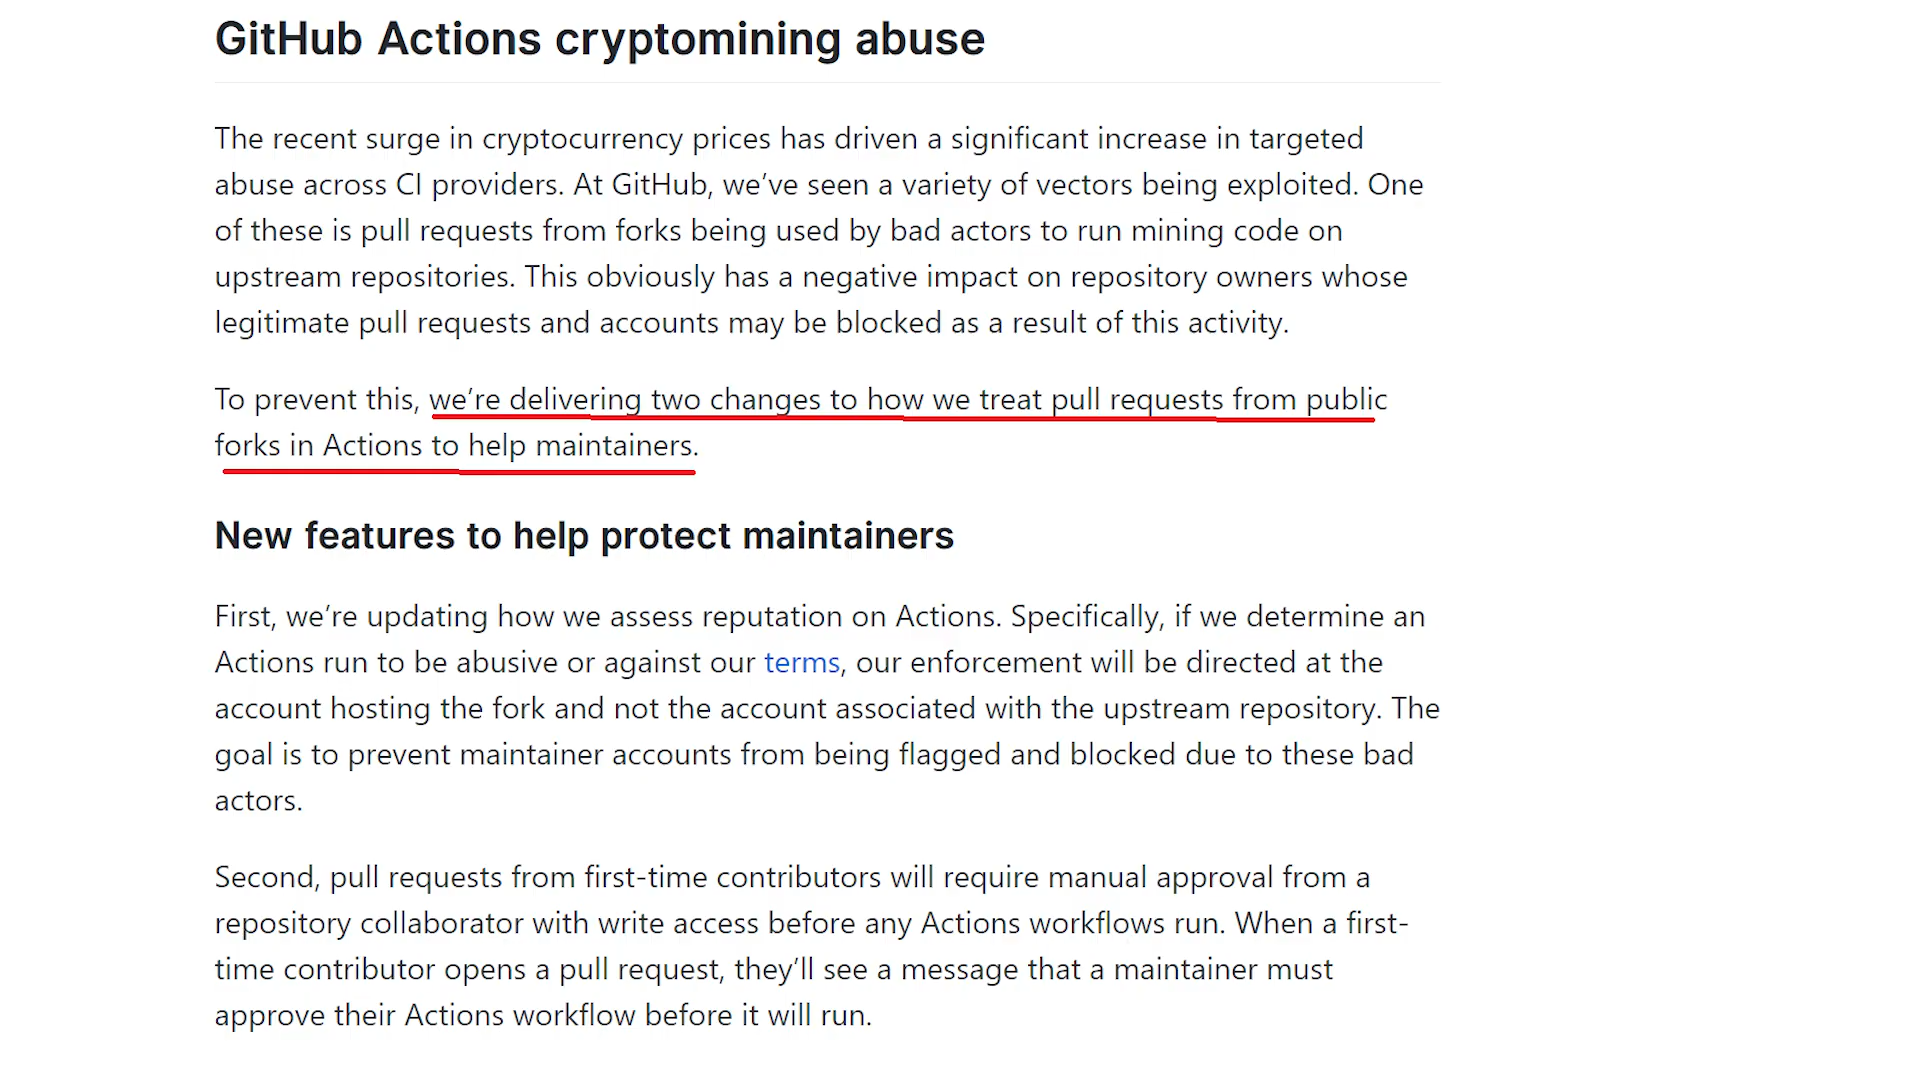 GitHub Actions cryptomining abuse
The recent surge in cryptocurrency prices has driven a significant increase in targeted
abuse across CI providers. At GitHub, we’ve seen a variety of vectors being exploited. One
of these is pull requests from forks being used by bad actors to run mining code on
upstream repositories. This obviously has a negative impact on repository owners whose
legitimate pull requests and accounts may be blocked as a result of this activity.
To prevent this, we’re delivering two changes to how we treat pull requests from public
forks in Actions to help maintainers.
New features to help protect maintainers
First, we’re updating how we assess reputation on Actions. Specifically, if we determine an
Actions run to be abusive or against our terms, our enforcement will be directed at the
account hosting the fork and not the account associated with the upstream repository. The
goal is to prevent maintainer accounts from being flagged and blocked due to these bad
actors.
Second, pull requests from first-time contributors will require manual approval from a
repository collaborator with write access before any Actions workflows run. When a first-
time contributor opens a pull request, they’ll see a message that a maintainer must
approve their Actions workflow before it will run.